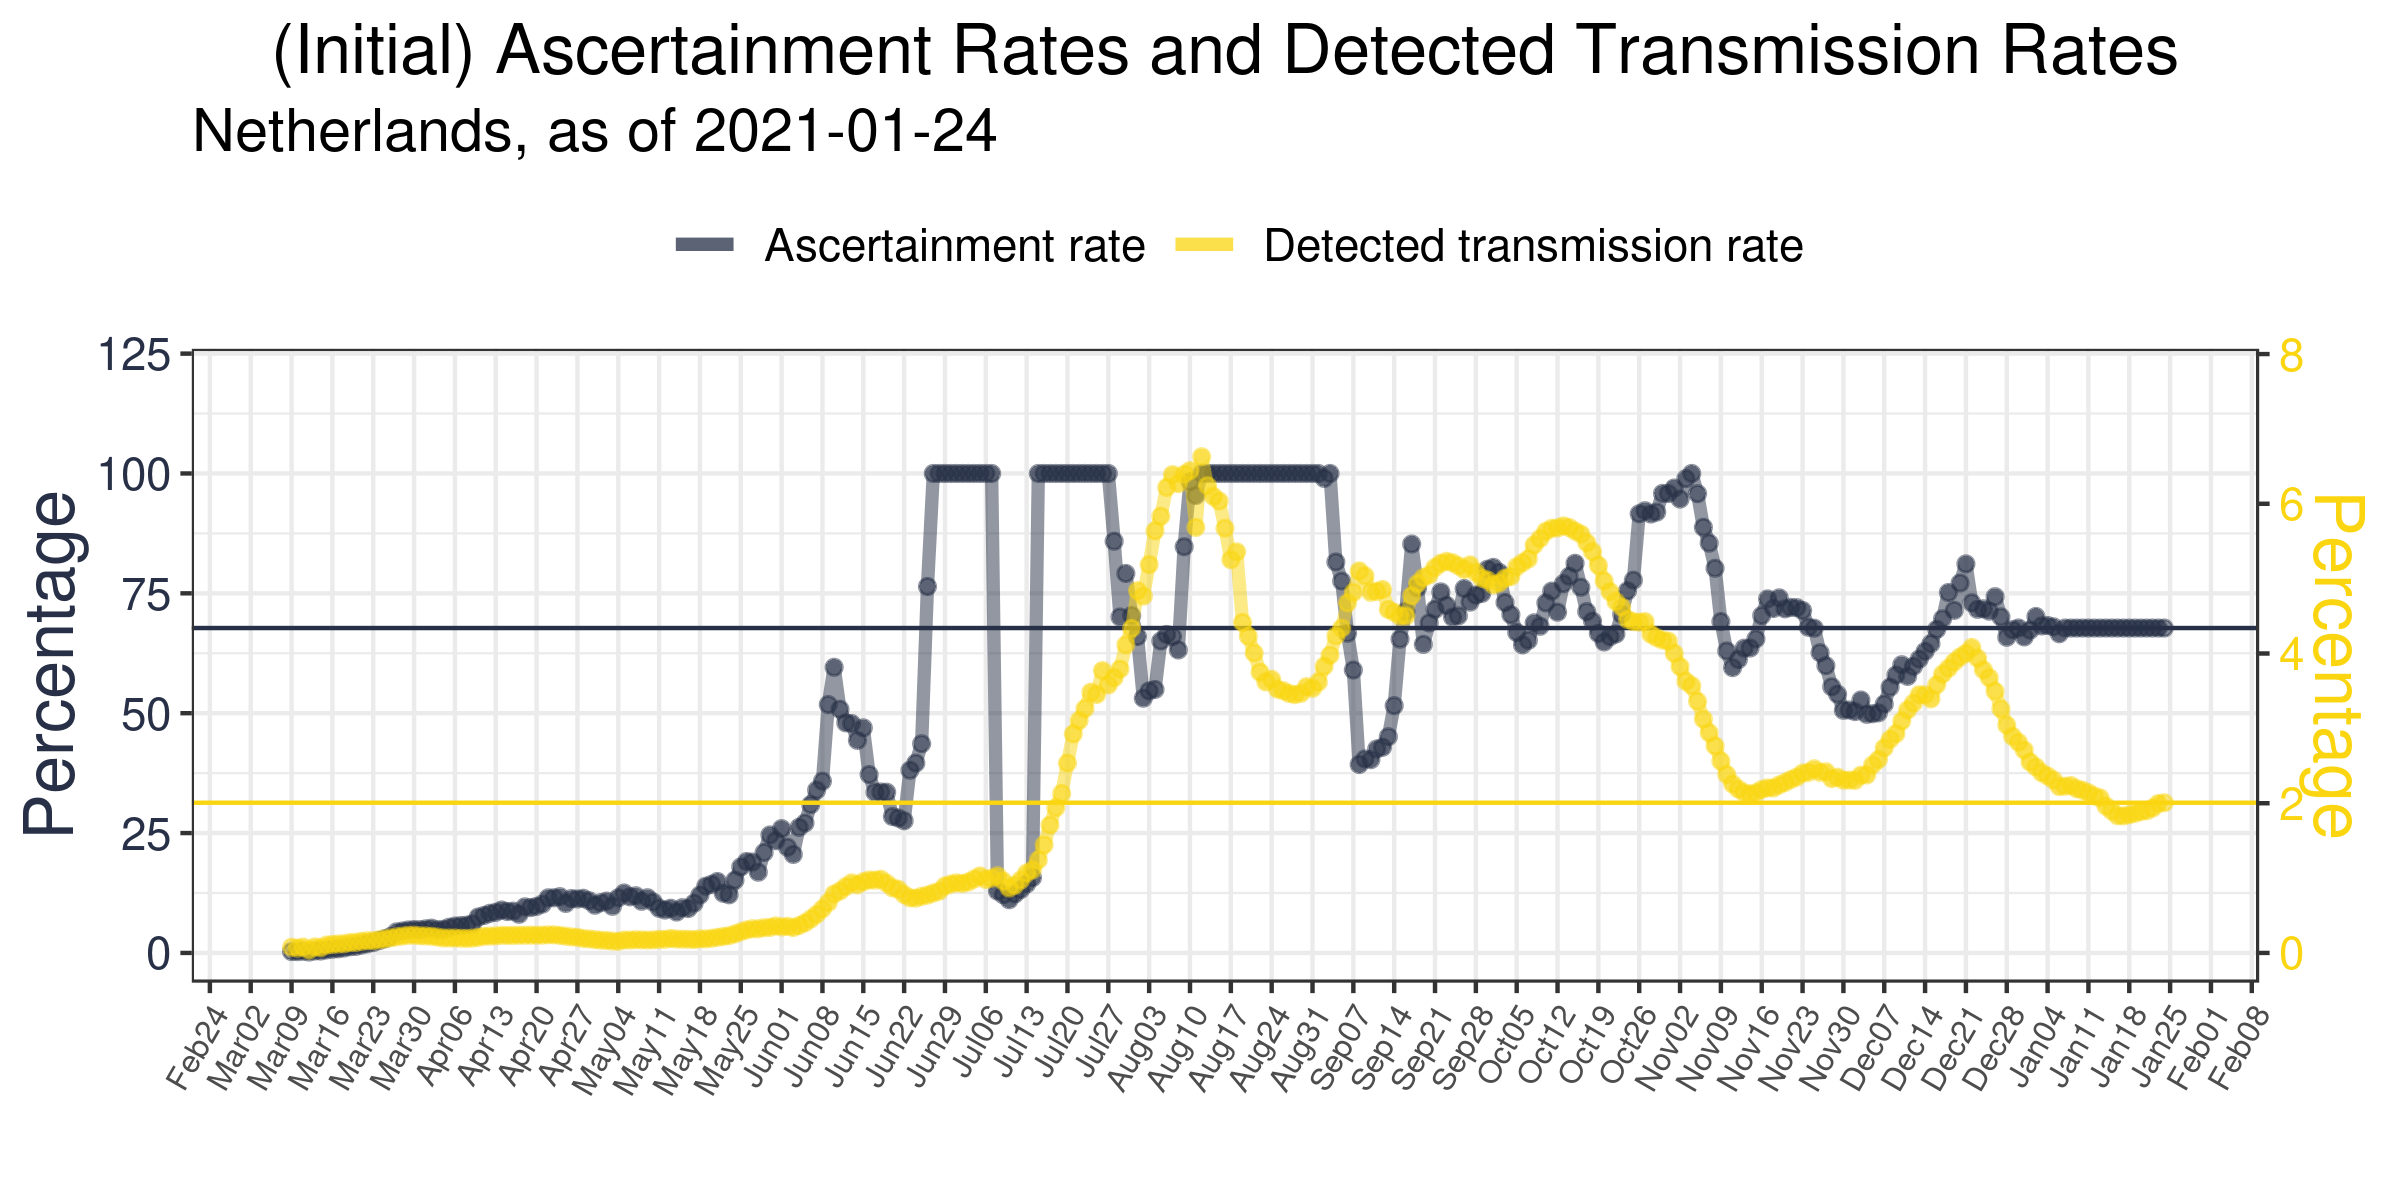 (Initial) Ascertainment Rates and Detected Transmission Rates
Netherlands, as of 2021-01-24
Ascertainment rate
Detected transmission rate
125
100
75
50
25
0
Percentage
8
6
4
2
0
Percentage
Feb24
Mar02
Mar09
Mar16
Mar23
Mar30
Apr06
Apr13
Apr20
Apr27
May04
May11
May18
May25
Jun01
Jun08
Jun15
Jun22
Jun29
Jul06
Jul13
Jul20
Jul27
Aug03
Aug10
Aug17
Aug24
Aug31
Sep07
Sep14
Sep21
Sep28
Oct05
Oct12
Oct19
Oct26
Nov02
Nov09
Nov16
Nov23
Nov30
Dec07
Dec14
Dec21
Dec28
Jan04
Jan11
Jan18
Jan25
Feb01
Feb08